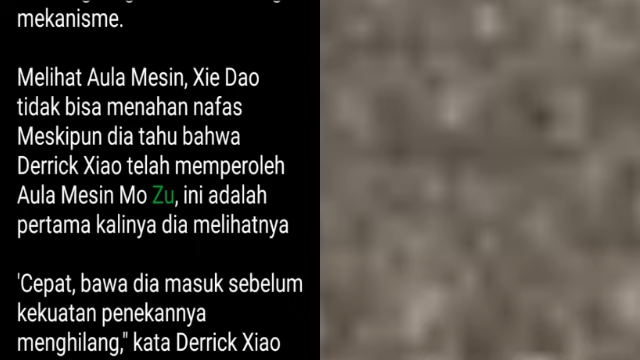 mekanisme.
Melihat Aula Mesin, Xie Dao
tidak bisa menahan nafas
Meskipun dia tahu bahwa
Derrick Xiao telah memperoleh
Aula Mesin Mo Zu, ini adalah
pertama kalinya dia melihatnya
'Cepat, bawa dia masuk sebelum
kekuatan penekannya
menghilang," kata Derrick Xiao